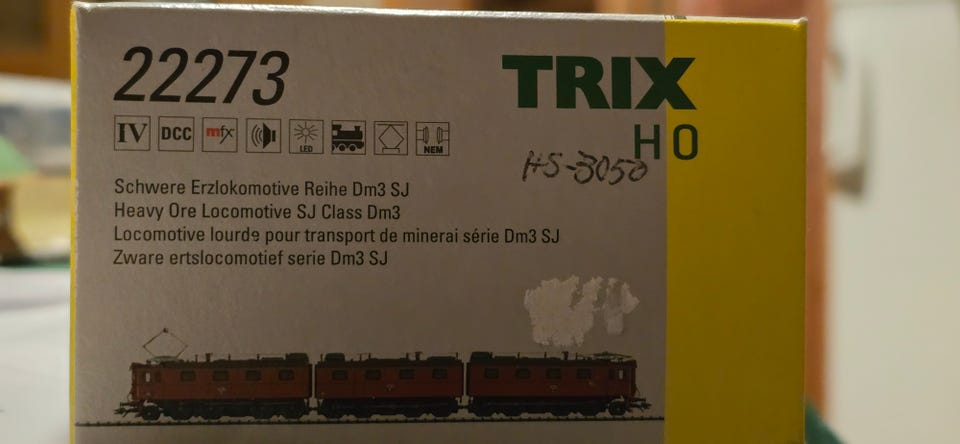 22273
TRIX
H0
IV DCC mfx LED NEM
HS-3050
Schwere Erzlokomotive Reihe Dm3 SJ
Heavy Ore Locomotive SJ Class Dm3
Locomotive lourde pour transport de minerai série Dm3 SJ
Zware ertslocomotief serie Dm3 SJ